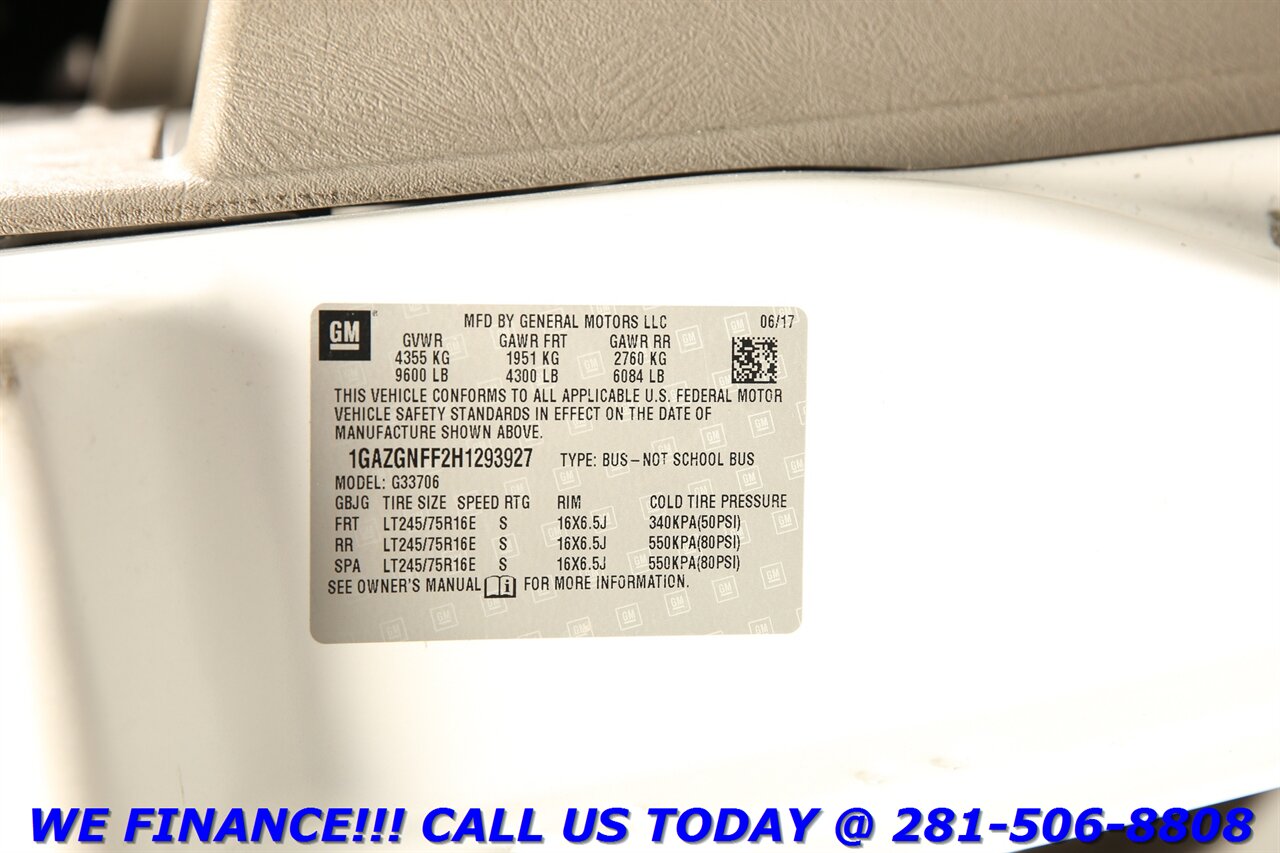 GM MFD BY GENERAL MOTORS LLC 06/17
GVWR GAWR FRT GAWR RR
4355 KG 1951 KG 2760 KG
9600 LB 4300 LB 6084 LB
THIS VEHICLE CONFORMS TO ALL APPLICABLE U.S. FEDERAL MOTOR
VEHICLE SAFETY STANDARDS IN EFFECT ON THE DATE OF
MANUFACTURE SHOWN ABOVE.
1GAZGNFF2H1293927 TYPE: BUS–NOT SCHOOL BUS
MODEL: G33706
GBJG TIRE SIZE SPEED RTG RIM COLD TIRE PRESSURE
FRT LT245/75R16E S 16X6.5J 340KPA(50PSI)
RR LT245/75R16E S 16X6.5J 550KPA(80PSI)
SPA LT245/75R16E S 16X6.5J 550KPA(80PSI)
SEE OWNER'S MANUAL i FOR MORE INFORMATION.
WE FINANCE!!! CALL US TODAY @ 281-506-8808